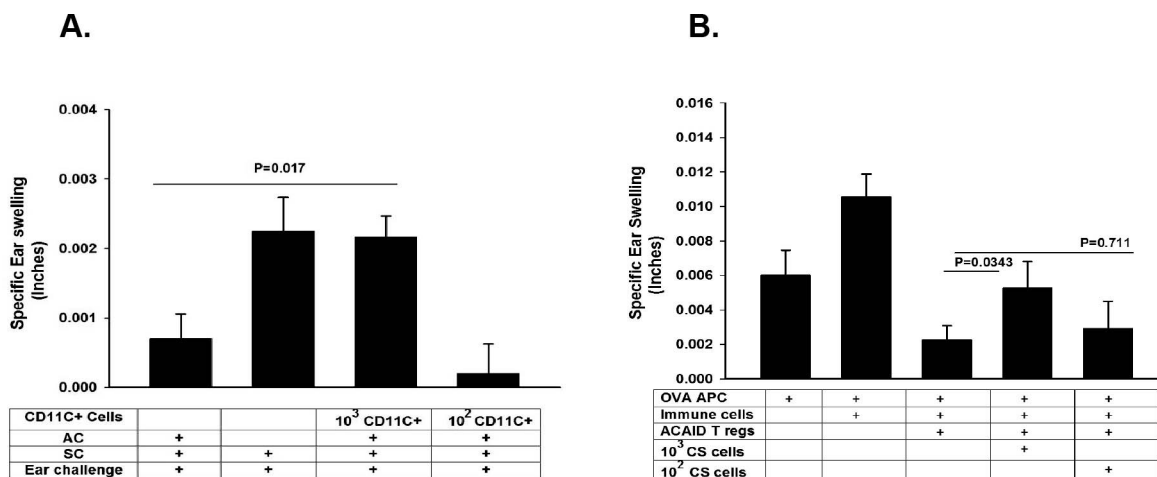 A.
Specific Ear swelling
(Inches)
0.004
0.003
0.002
0.001
0.000
P=0.017
CD11C+ Cells 10³ CD11C+ 10² CD11C+
AC + + +
SC + + + +
Ear challenge + + + +
B.
Specific Ear Swelling
(Inches)
0.016
0.014
0.012
0.010
0.008
0.006
0.004
0.002
0.000
P=0.711
P=0.0343
OVA APC + + + + +
Immune cells + + + +
ACAID T regs + + +
10³ CS cells +
10² CS cells +